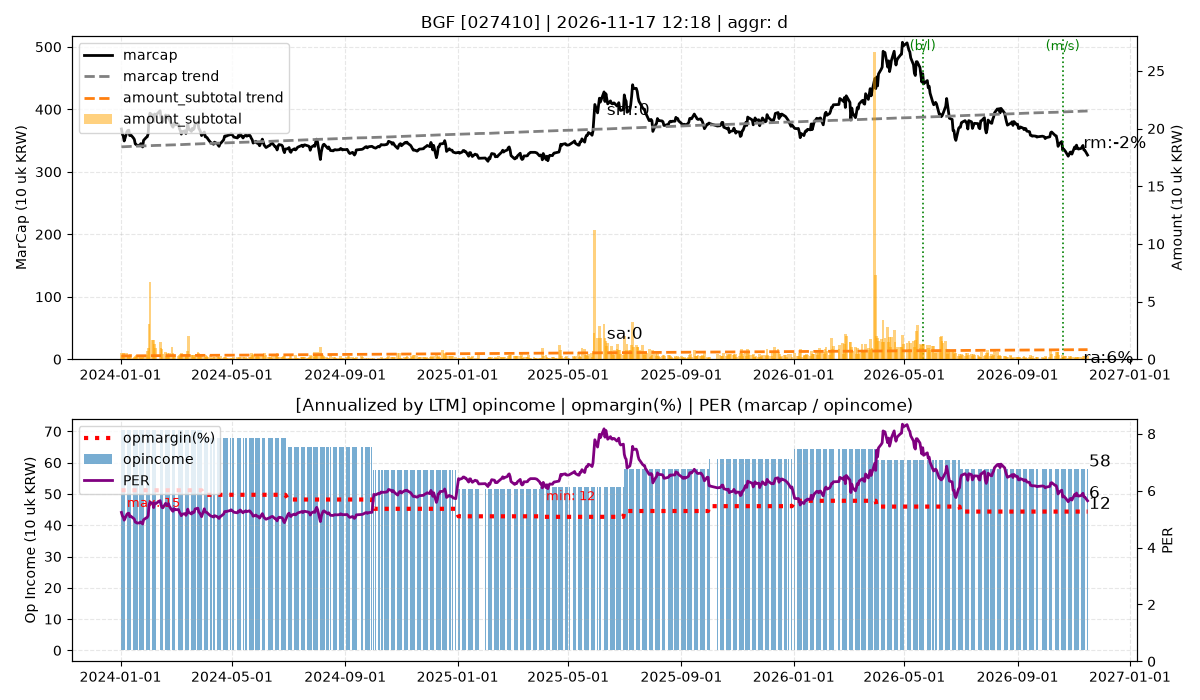 BGF [027410] | 2026-11-17 12:18 | aggr: d
500
400
300
200
100
0
MarCap (10 uk KRW)
marcap
marcap trend
amount_subtotal trend
amount_subtotal
sm:0
sa:0
(b/l)
(m/s)
rm:-2%
ra:6%
25
20
15
10
5
0
Amount (10 uk KRW)
2024-01-01 2024-05-01 2024-09-01 2025-01-01 2025-05-01 2025-09-01 2026-01-01 2026-05-01 2026-09-01 2027-01-01
[Annualized by LTM] opincome | opmargin(%) | PER (marcap / opincome)
70
60
50
40
30
20
10
0
Op Income (10 uk KRW)
opmargin(%)
opincome
PER
max: 15
min: 12
58
6
12
8
6
4
2
0
PER
2024-01-01 2024-05-01 2024-09-01 2025-01-01 2025-05-01 2025-09-01 2026-01-01 2026-05-01 2026-09-01 2027-01-01